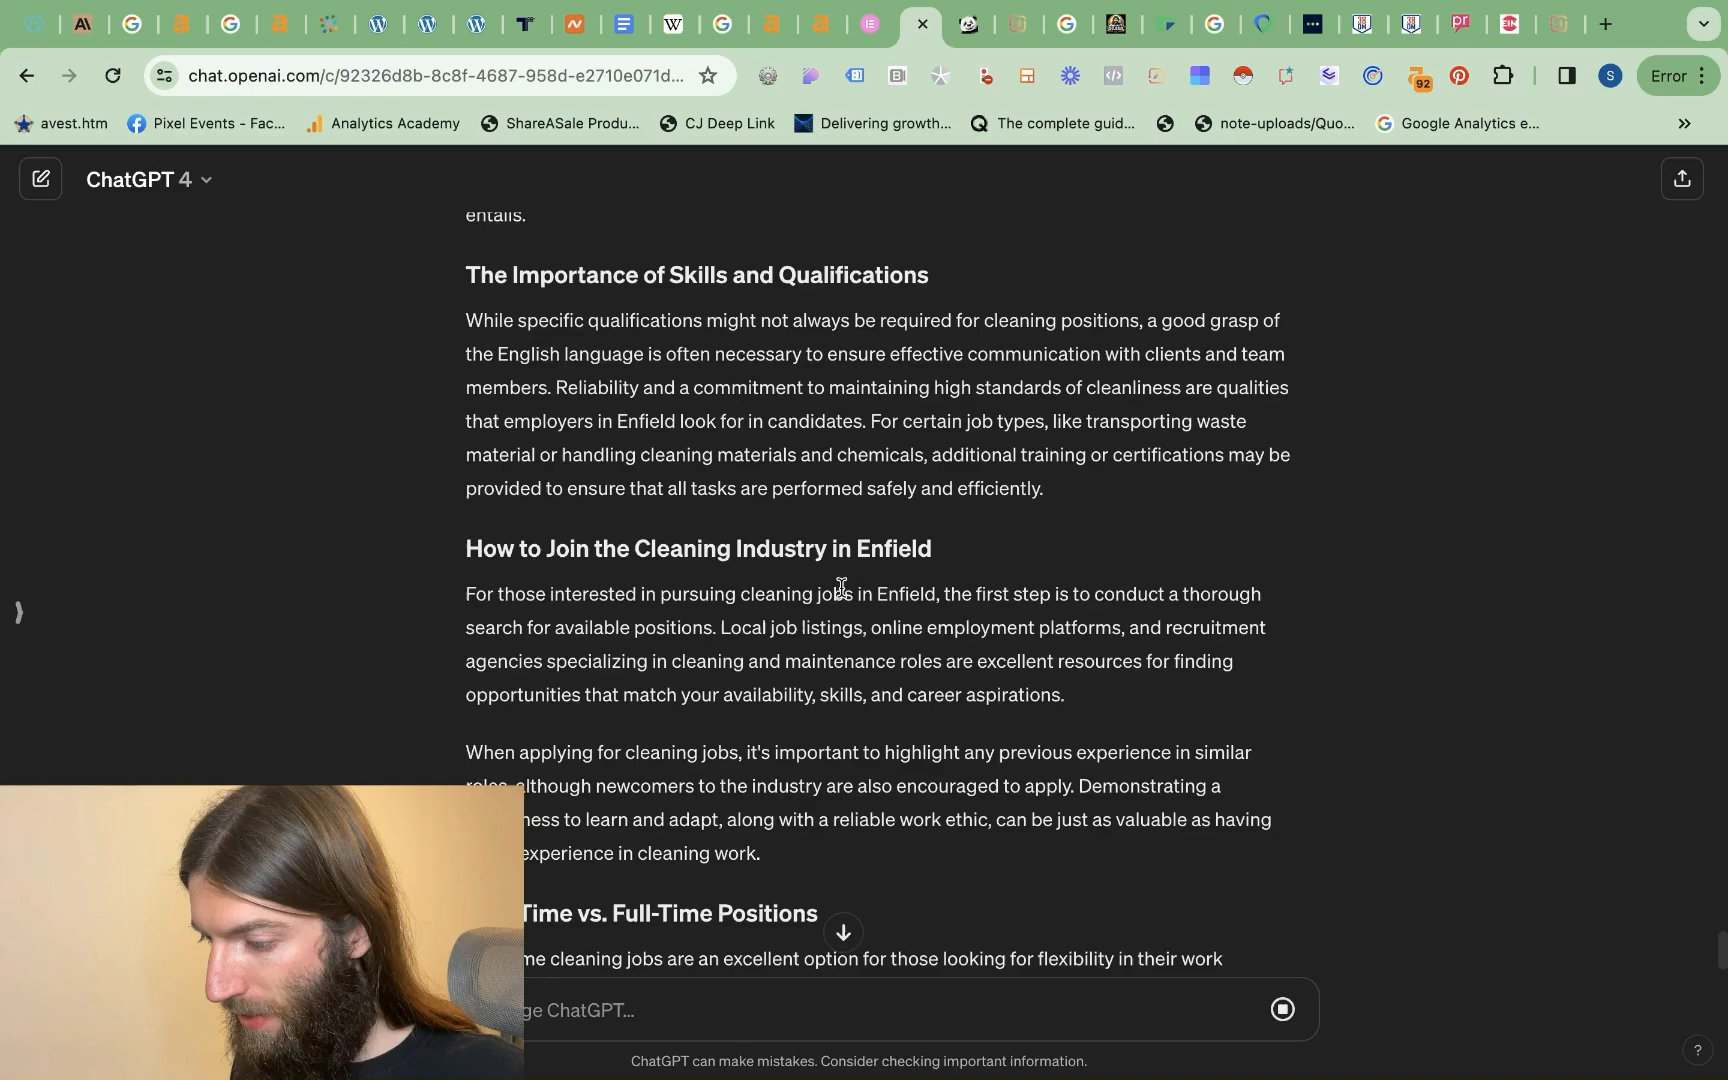 chat.openai.com/c/92326d8b-8c8f-4687-958d-e2710e071d...
92
S
Error
avest.htm
Pixel Events - Fac...
Analytics Academy
ShareASale Produ...
CJ Deep Link
Delivering growth...
The complete guid...
note-uploads/Quo...
Google Analytics e...
ChatGPT 4
entails.
The Importance of Skills and Qualifications
While specific qualifications might not always be required for cleaning positions, a good grasp of
the English language is often necessary to ensure effective communication with clients and team
members. Reliability and a commitment to maintaining high standards of cleanliness are qualities
that employers in Enfield look for in candidates. For certain job types, like transporting waste
material or handling cleaning materials and chemicals, additional training or certifications may be
provided to ensure that all tasks are performed safely and efficiently.
How to Join the Cleaning Industry in Enfield
For those interested in pursuing cleaning jobs in Enfield, the first step is to conduct a thorough
search for available positions. Local job listings, online employment platforms, and recruitment
agencies specializing in cleaning and maintenance roles are excellent resources for finding
opportunities that match your availability, skills, and career aspirations.
When applying for cleaning jobs, it's important to highlight any previous experience in similar
although newcomers to the industry are also encouraged to apply. Demonstrating a
ness to learn and adapt, along with a reliable work ethic, can be just as valuable as having
experience in cleaning work.
Time vs. Full-Time Positions
me cleaning jobs are an excellent option for those looking for flexibility in their work
ge ChatGPT...
ChatGPT can make mistakes. Consider checking important information.
?